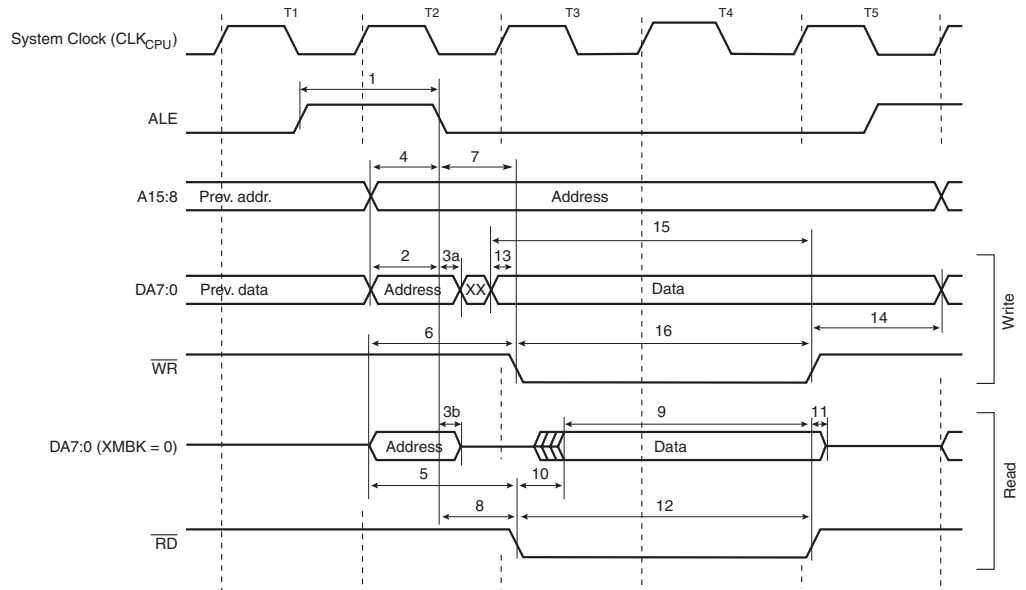 T1 T2 T3 T4 T5
System Clock (CLKCPU)
1
ALE
4 7
A15:8 Prev. addr. Address
15
2 3a 13
DA7:0 Prev. data Address XX Data
14
6 16
WR
Write
3b 9 11
DA7:0 (XMBK = 0) Address Data
5 10
8 12
RD
Read